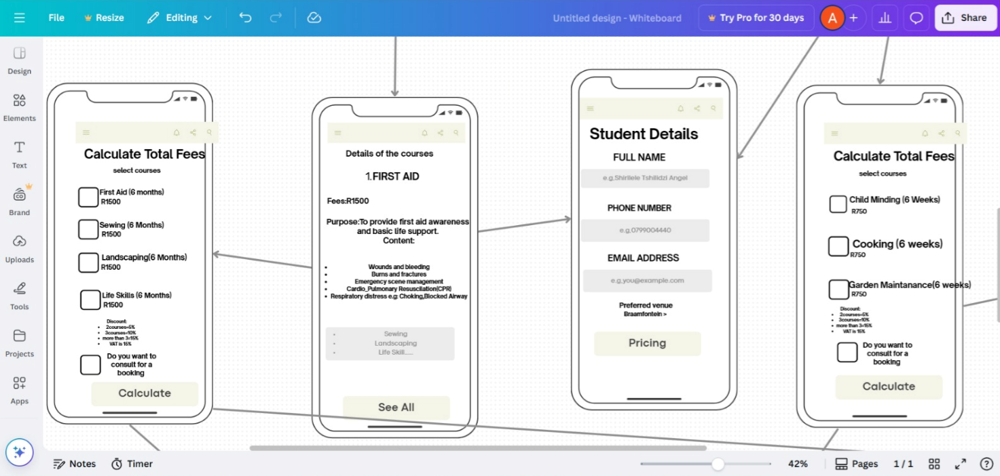 File
Resize
Editing
Untitled design - Whiteboard
Try Pro for 30 days
A
+
Share
Design
Elements
Text
Brand
Uploads
Tools
Projects
Apps
Calculate Total Fees
select courses
First Aid (6 months)
R1500
Sewing (6 Months)
R1500
Landscaping(6 Months)
R1500
Life Skills (6 Months)
R1500
Discount:
• 2courses=5%
• 3courses=10%
• more than 3=15%
• VAT is 15%
Do you want to
consult for a
booking
Calculate
Details of the courses
1.FIRST AID
Fees:R1500
Purpose:To provide first aid awareness
and basic life support.
Content:
• Wounds and bleeding
• Burns and fractures
• Emergency scene management
• Cardio_Pulmonary Resuscilation(CPR)
• Respiratory distress e.g: Choking,Blocked Airway
• Sewing
• Landscaping
• Life Skill.....
See All
Student Details
FULL NAME
e.g,Shirilele Tshilidzi Angel
PHONE NUMBER
e.g,0799004440
EMAIL ADDRESS
e.g,you@example.com
Preferred venue
Braamfontein >
Pricing
Calculate Total Fees
select courses
Child Minding (6 Weeks)
R750
Cooking (6 weeks)
R750
Garden Maintanance(6 weeks)
R750
Discount:
• 2courses=5%
• 3courses=10%
• more than 3=15%
• VAT is 15%
Do you want to
consult for a
booking
Calculate
Notes
Timer
42%
Pages
1 / 1